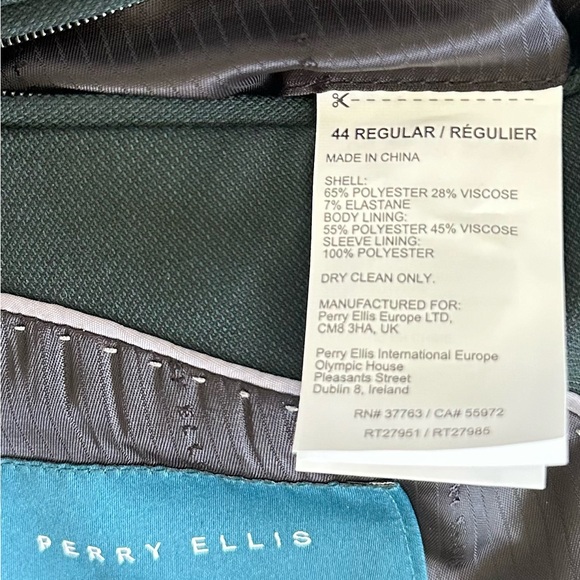 44 REGULAR / RÉGULIER
MADE IN CHINA
SHELL:
65% POLYESTER 28% VISCOSE
7% ELASTANE
BODY LINING:
55% POLYESTER 45% VISCOSE
SLEEVE LINING:
100% POLYESTER
DRY CLEAN ONLY.
MANUFACTURED FOR:
Perry Ellis Europe LTD,
CM8 3HA, UK
Perry Ellis International Europe
Olympic House
Pleasants Street
Dublin 8, Ireland
RN# 37763 / CA# 55972
RT27951 / RT27985
PERRY ELLIS